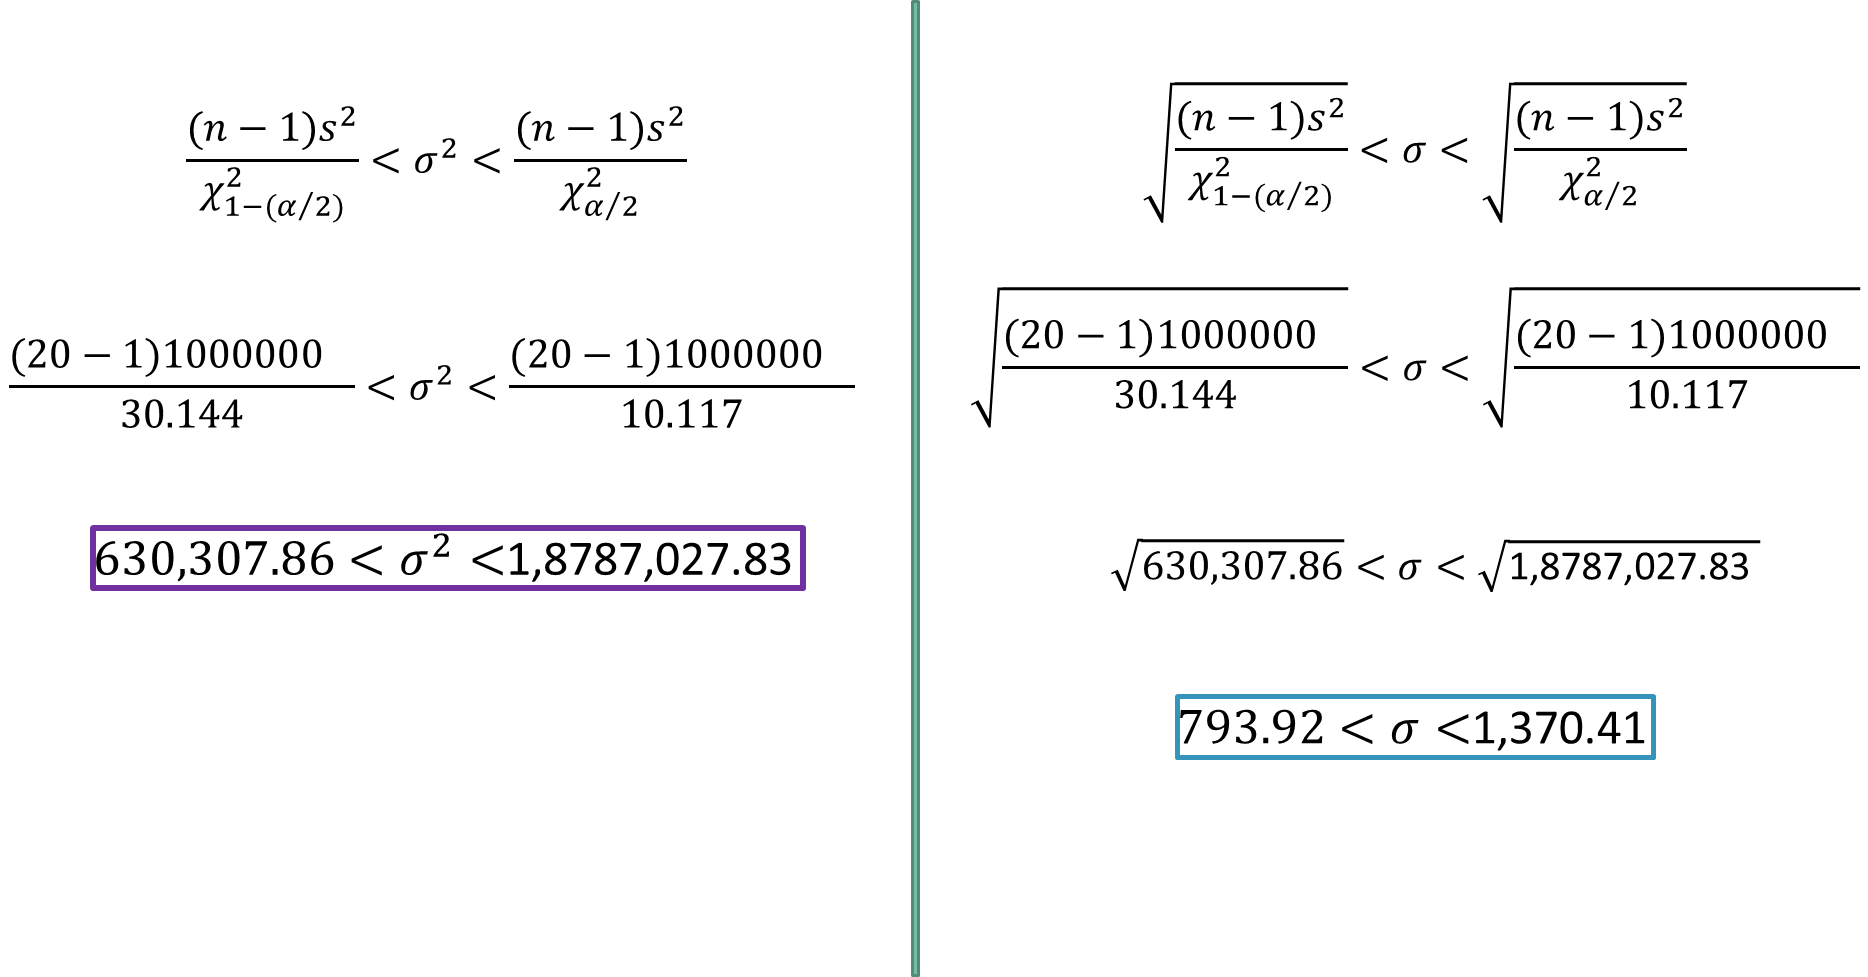 (n − 1)s² / χ²₁₋₍α/₂₎ < σ² < (n − 1)s² / χ²α/₂
(20 − 1)1000000 / 30.144 < σ² < (20 − 1)1000000 / 10.117
630,307.86 < σ² <1,8787,027.83
√((n − 1)s² / χ²₁₋₍α/₂₎) < σ < √((n − 1)s² / χ²α/₂)
√((20 − 1)1000000 / 30.144) < σ < √((20 − 1)1000000 / 10.117)
√630,307.86 < σ < √1,8787,027.83
793.92 < σ <1,370.41